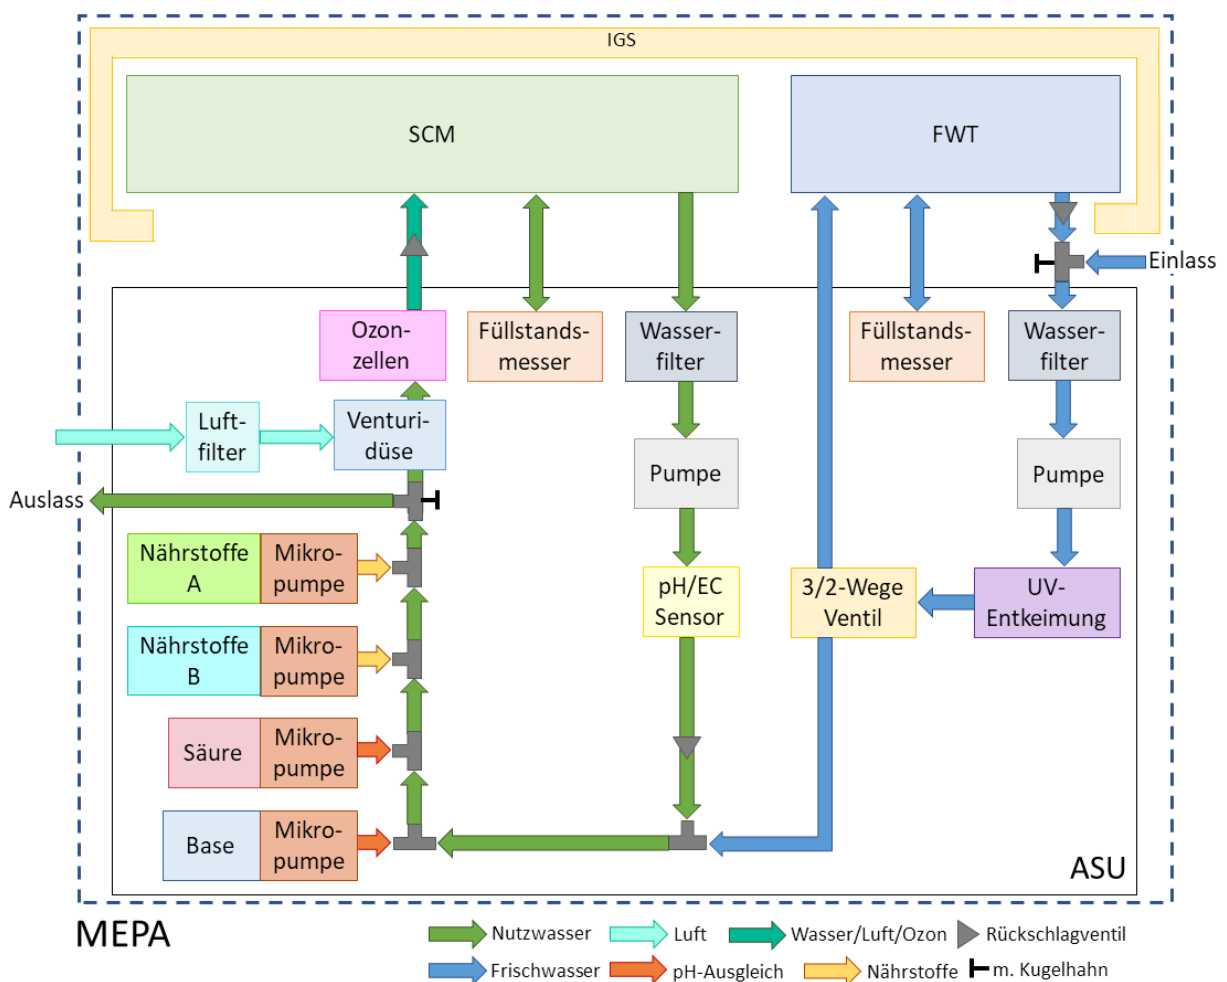 IGS
SCM
FWT
Einlass
Ozon-
zellen
Füllstands-
messer
Wasser-
filter
Füllstands-
messer
Wasser-
filter
Luft-
filter
Venturi-
düse
Pumpe
Pumpe
Auslass
Nährstoffe
A
Mikro-
pumpe
pH/EC
Sensor
3/2-Wege
Ventil
UV-
Entkeimung
Nährstoffe
B
Mikro-
pumpe
Säure
Mikro-
pumpe
Base
Mikro-
pumpe
ASU
MEPA
Nutzwasser
Luft
Wasser/Luft/Ozon
Rückschlagventil
Frischwasser
pH-Ausgleich
Nährstoffe
m. Kugelhahn